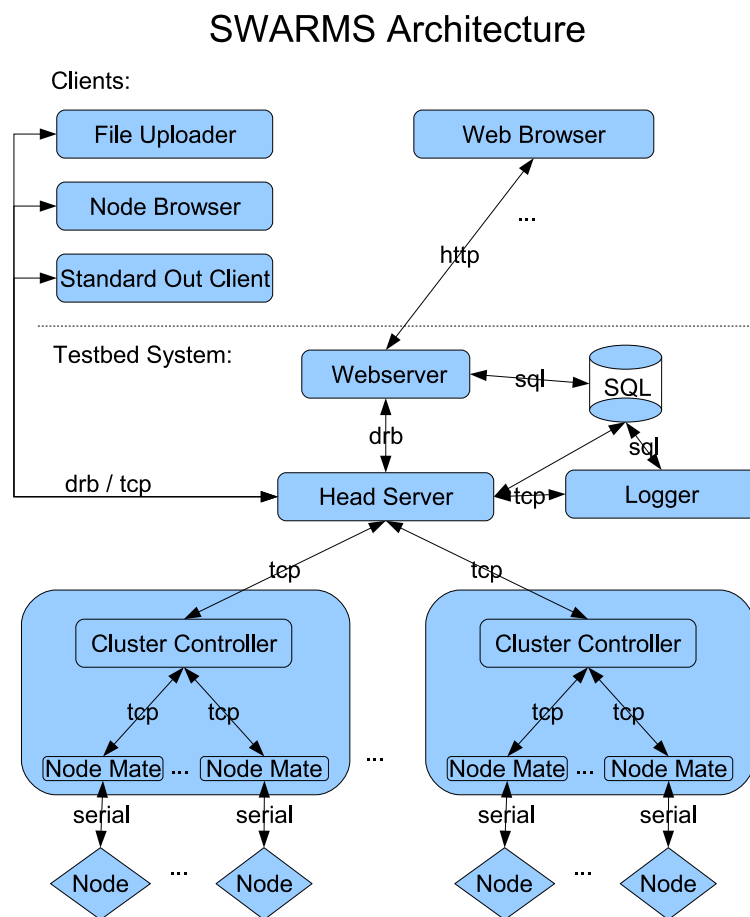 SWARMS Architecture
Clients:
File Uploader
Web Browser
Node Browser
...
http
Standard Out Client
Testbed System:
Webserver
sql
SQL
drb
sql
drb / tcp
Head Server
tcp
Logger
tcp
tcp
Cluster Controller
Cluster Controller
tcp
tcp
tcp
tcp
Node Mate
...
Node Mate
...
Node Mate
...
Node Mate
serial
serial
serial
serial
Node
...
Node
Node
...
Node